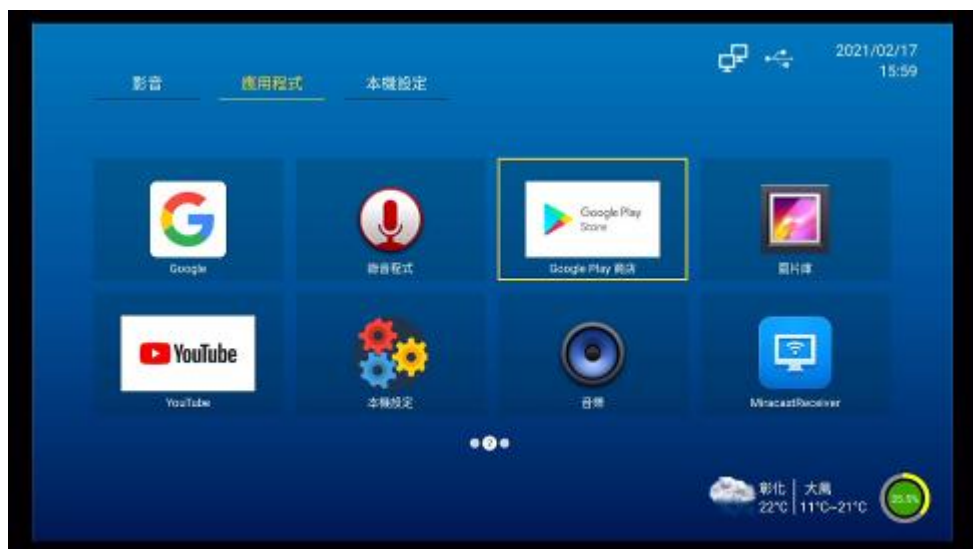 2021/02/17
15:59
影音
應用程式
本機設定
Google Play
Store
Google
錄音程式
Google Play 商店
圖片庫
YouTube
YouTube
本機設定
音樂
MiracastReceiver
2
彰化
大風
22°C
11°C~21°C